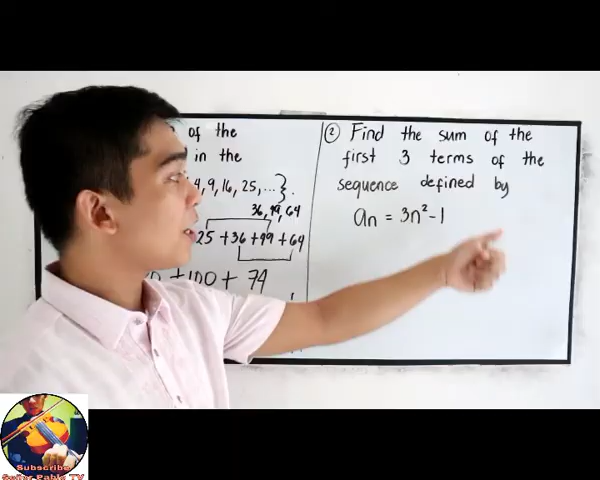 of the
in the
4, 9, 16, 25, ...}.
36, 49, 64
25 + 36 + 49 + 64
+ 100 + 74
② Find the sum of the
first 3 terms of the
sequence defined by
an = 3n² - 1
Subscribe